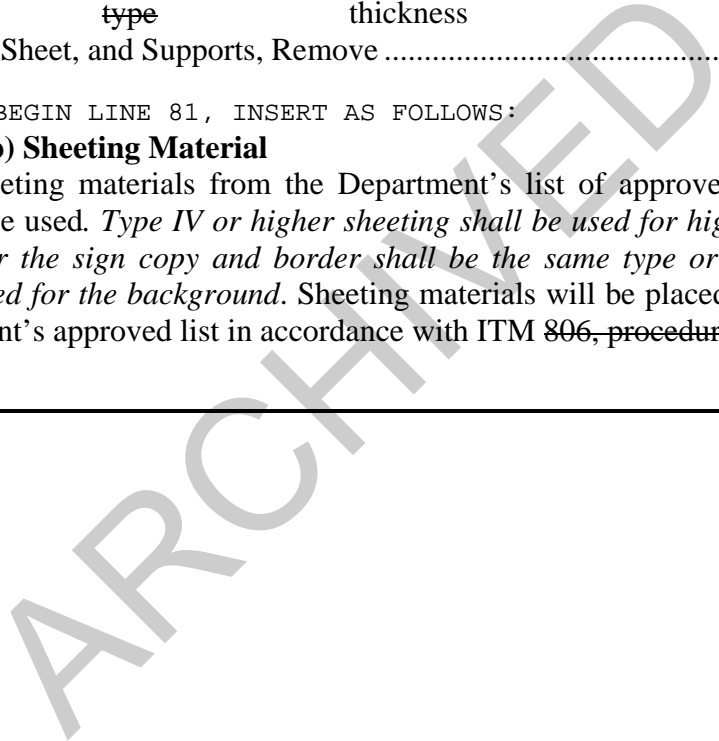 type thickness
Sheet, and Supports, Remove ........................................
BEGIN LINE 81, INSERT AS FOLLOWS:
) Sheeting Material
eting materials from the Department’s list of approve
e used. Type IV or higher sheeting shall be used for hig
the sign copy and border shall be the same type or
ed for the background. Sheeting materials will be placed
nt’s approved list in accordance with ITM 806, procedur
ARCHIVED